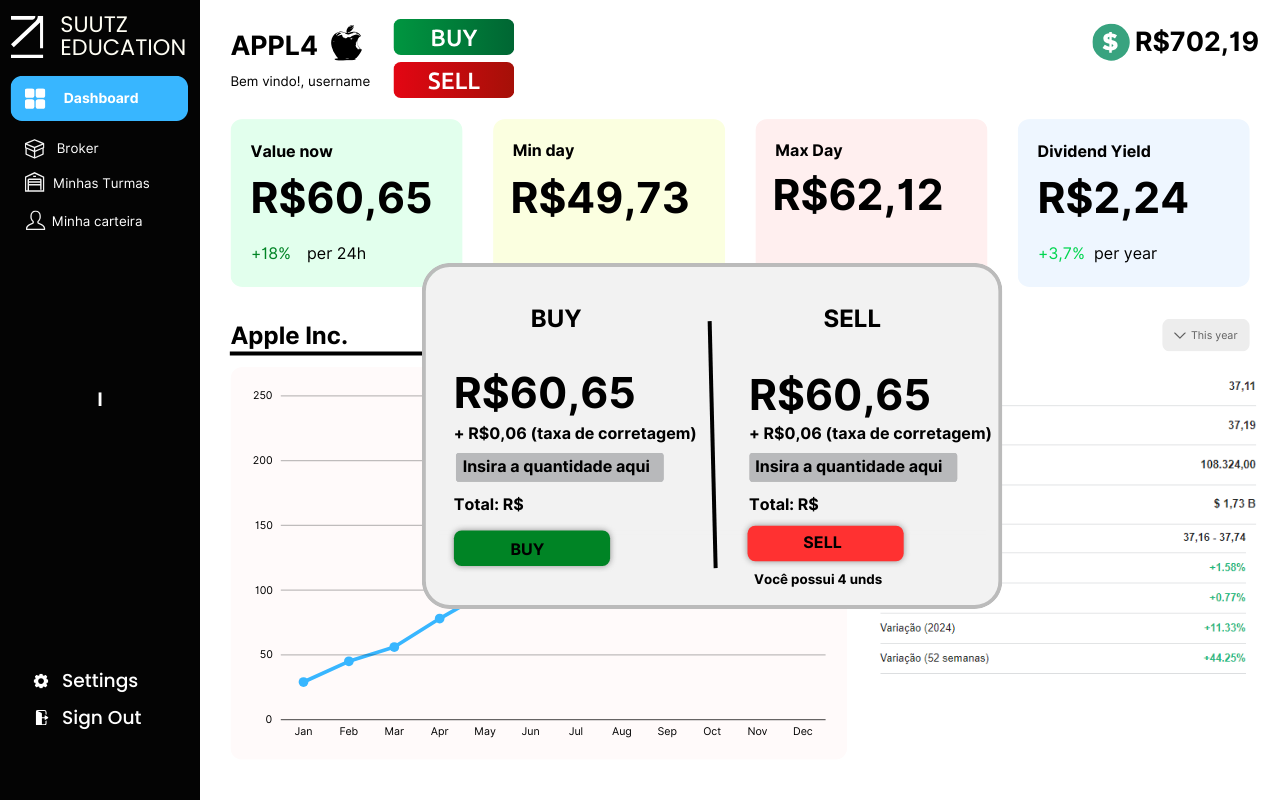 SUUTZ
EDUCATION
Dashboard
Broker
Minhas Turmas
Minha carteira
Settings
Sign Out
APPL4
Bem vindo!, username
BUY
SELL
$ R$702,19
Value now
R$60,65
+18% per 24h
Min day
R$49,73
Max Day
R$62,12
Dividend Yield
R$2,24
+3,7% per year
Apple Inc.
This year
BUY
R$60,65
+ R$0,06 (taxa de corretagem)
Insira a quantidade aqui
Total: R$
BUY
SELL
R$60,65
+ R$0,06 (taxa de corretagem)
Insira a quantidade aqui
Total: R$
SELL
Você possui 4 unds
250
200
150
100
50
0
Jan Feb Mar Apr May Jun Jul Aug Sep Oct Nov Dec
37,11
37,19
108.324,00
$ 1,73 B
37,16 - 37,74
+1.58%
+0.77%
Variação (2024) +11.33%
Variação (52 semanas) +44.25%